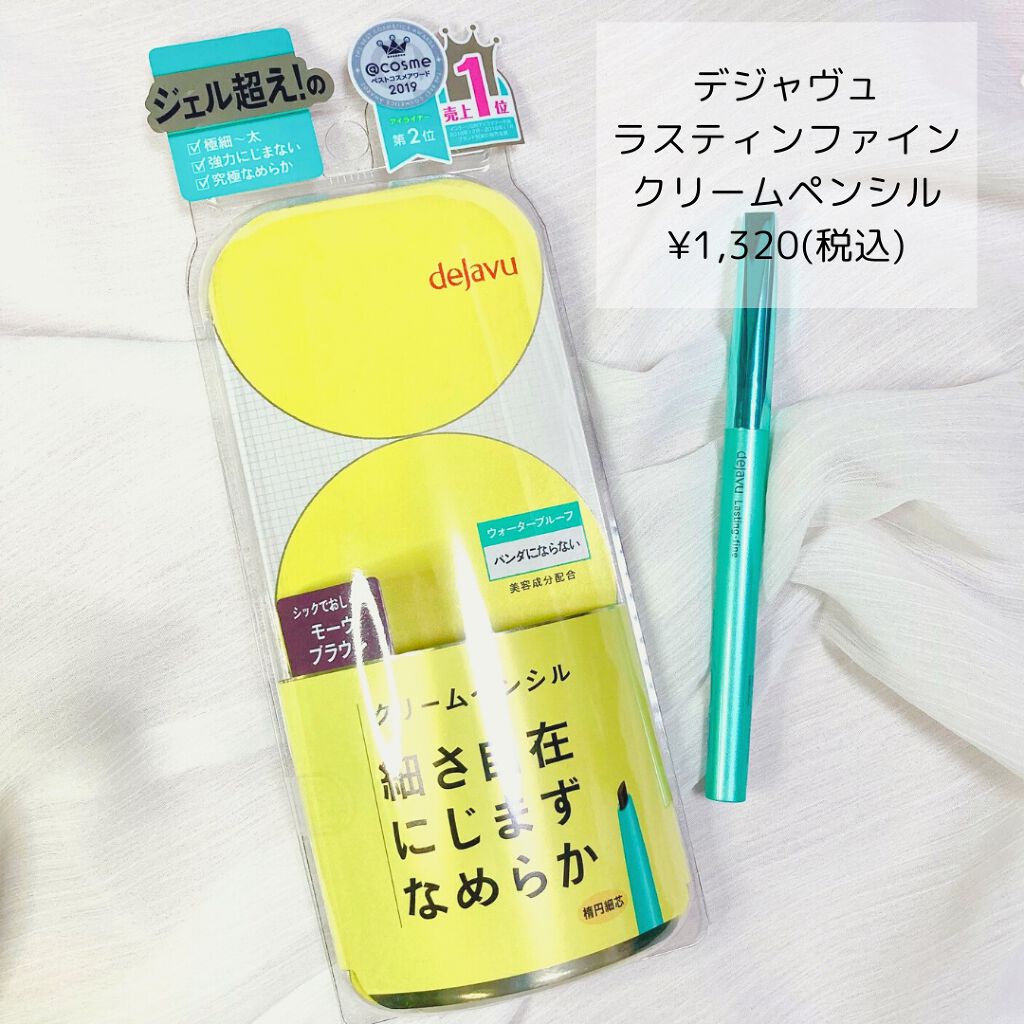 デジャヴュ
ラスティンファイン
クリームペンシル
¥1,320(税込)
ジェル超え!の
極細〜太
強力にじまない
究極なめらか
@cosme
ベストコスメアワード
2019
アイライナー
第2位
売上1位
dejavu
ウォータープルーフ
パンダにならない
美容成分配合
シックでおし
モーヴ
ブラウン
クリームペンシル
細さ自在
にじまず
なめらか
楕円細芯
dejavu Lasting-fine